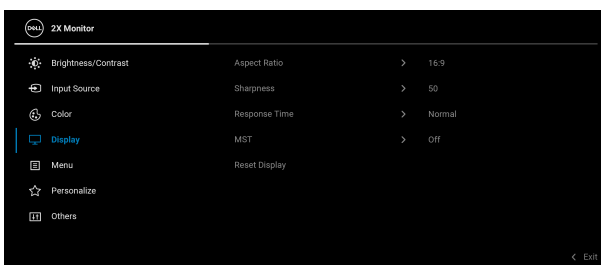 DELL 2X Monitor
Brightness/Contrast Aspect Ratio > 16:9
Input Source Sharpness > 50
Color Response Time > Normal
Display MST > Off
Menu Reset Display
Personalize
Others
< Exit